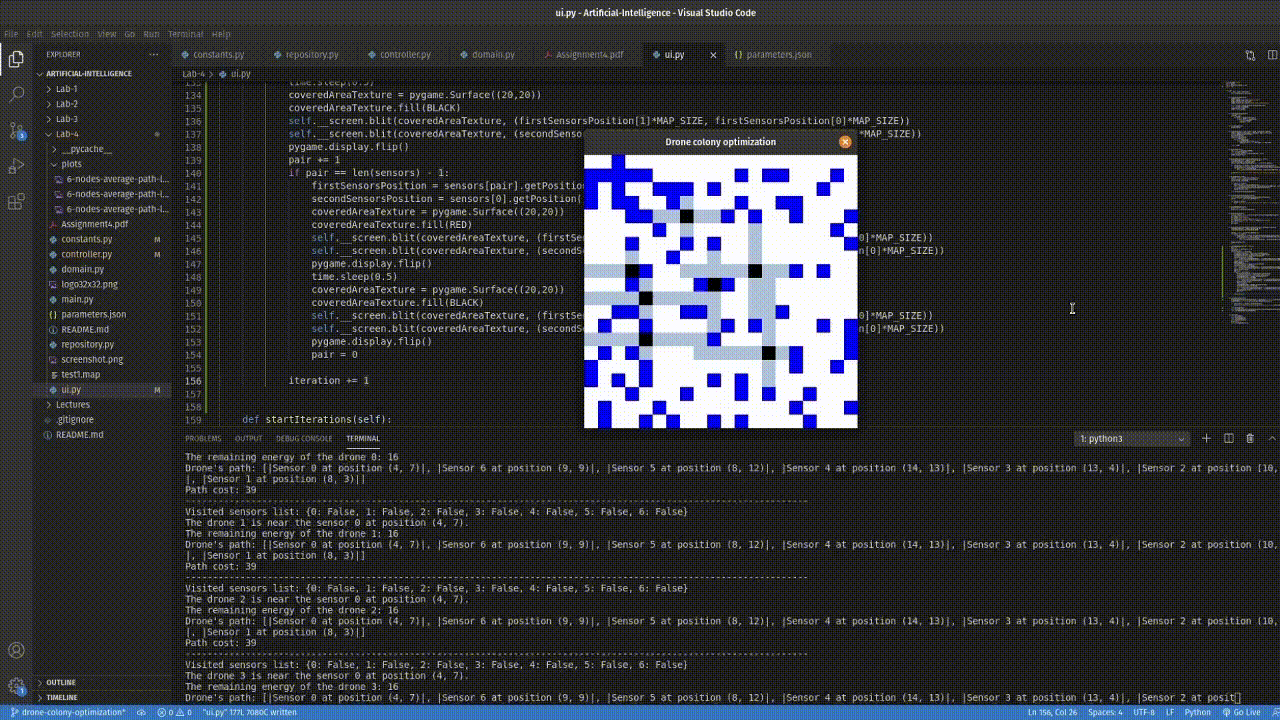 ui.py - Artificial-Intelligence - Visual Studio Code
File Edit Selection View Go Run Terminal Help
EXPLORER
ARTIFICIAL-INTELLIGENCE
Lab-1
Lab-2
Lab-3
Lab-4
__pycache__
plots
6-nodes-average-path-l...
6-nodes-average-path-l...
6-nodes-average-path-l...
Assignment4.pdf
constants.py M
controller.py M
domain.py
logo32x32.png
main.py
parameters.json
README.md
repository.py
screenshot.png
test1.map
ui.py M
Lectures
.gitignore
README.md
OUTLINE
TIMELINE
constants.py repository.py controller.py domain.py Assignment4.pdf ui.py parameters.json
Lab-4 > ui.py
133 time.sleep(0.5)
134 coveredAreaTexture = pygame.Surface((20,20))
135 coveredAreaTexture.fill(BLACK)
136 self.__screen.blit(coveredAreaTexture, (firstSensorsPosition[1]*MAP_SIZE, firstSensorsPosition[0]*MAP_SIZE))
137 self.__screen.blit(coveredAreaTexture, (secondSenso *MAP_SIZE))
138 pygame.display.flip()
139 pair += 1
140 if pair == len(sensors) - 1:
141 firstSensorsPosition = sensors[pair].getPosition
142 secondSensorsPosition = sensors[0].getPosition(
143 coveredAreaTexture = pygame.Surface((20,20))
144 coveredAreaTexture.fill(RED)
145 self.__screen.blit(coveredAreaTexture, (firstSe 0]*MAP_SIZE))
146 self.__screen.blit(coveredAreaTexture, (secondS n[0]*MAP_SIZE))
147 pygame.display.flip()
148 time.sleep(0.5)
149 coveredAreaTexture = pygame.Surface((20,20))
150 coveredAreaTexture.fill(BLACK)
151 self.__screen.blit(coveredAreaTexture, (firstSe 0]*MAP_SIZE))
152 self.__screen.blit(coveredAreaTexture, (secondS n[0]*MAP_SIZE))
153 pygame.display.flip()
154 pair = 0
156 iteration += 1
157
158
159 def startIterations(self):
Drone colony optimization
PROBLEMS OUTPUT DEBUG CONSOLE TERMINAL 1: python3
The remaining energy of the drone 0: 16
Drone's path: [|Sensor 0 at position (4, 7)|, |Sensor 6 at position (9, 9)|, |Sensor 5 at position (8, 12)|, |Sensor 4 at position (14, 13)|, |Sensor 3 at position (13, 4)|, |Sensor 2 at position (10,
|, |Sensor 1 at position (8, 3)|]
Path cost: 39
--------------------------------------------------------------------------------
Visited sensors list: {0: False, 1: False, 2: False, 3: False, 4: False, 5: False, 6: False}
The drone 1 is near the sensor 0 at position (4, 7).
The remaining energy of the drone 1: 16
Drone's path: [|Sensor 0 at position (4, 7)|, |Sensor 6 at position (9, 9)|, |Sensor 5 at position (8, 12)|, |Sensor 4 at position (14, 13)|, |Sensor 3 at position (13, 4)|, |Sensor 2 at position (10,
|, |Sensor 1 at position (8, 3)|]
Path cost: 39
--------------------------------------------------------------------------------
Visited sensors list: {0: False, 1: False, 2: False, 3: False, 4: False, 5: False, 6: False}
The drone 2 is near the sensor 0 at position (4, 7).
The remaining energy of the drone 2: 16
Drone's path: [|Sensor 0 at position (4, 7)|, |Sensor 6 at position (9, 9)|, |Sensor 5 at position (8, 12)|, |Sensor 4 at position (14, 13)|, |Sensor 3 at position (13, 4)|, |Sensor 2 at position (10,
|, |Sensor 1 at position (8, 3)|]
Path cost: 39
--------------------------------------------------------------------------------
Visited sensors list: {0: False, 1: False, 2: False, 3: False, 4: False, 5: False, 6: False}
The drone 3 is near the sensor 0 at position (4, 7).
The remaining energy of the drone 3: 16
Drone's path: [|Sensor 0 at position (4, 7)|, |Sensor 6 at position (9, 9)|, |Sensor 5 at position (8, 12)|, |Sensor 4 at position (14, 13)|, |Sensor 3 at position (13, 4)|, |Sensor 2 at posit
drone-colony-optimization* 0 0 "ui.py" 177L 7080C written Ln 156, Col 26 Spaces: 4 UTF-8 LF Python Go Live